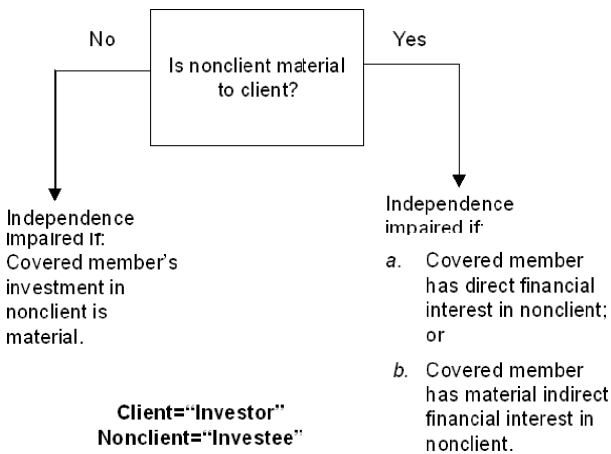 No
Yes
Is nonclient material
to client?
Independence
impaired if:
Covered member's
investment in
nonclient is
material.
Independence
impaired if:
a. Covered member
has direct financial
interest in nonclient;
or
b. Covered member
has material indirect
financial interest in
nonclient.
Client="Investor"
Nonclient="Investee"